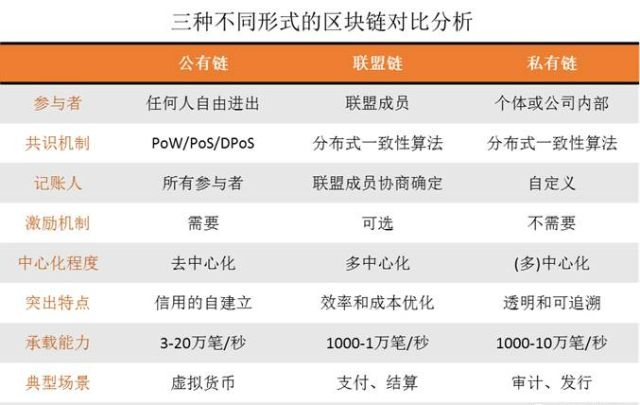 三种不同形式的区块链对比分析
公有链 联盟链 私有链
参与者 任何人自由进出 联盟成员 个体或公司内部
共识机制 PoW/PoS/DPoS 分布式一致性算法 分布式一致性算法
记账人 所有参与者 联盟成员协商确定 自定义
激励机制 需要 可选 不需要
中心化程度 去中心化 多中心化 (多)中心化
突出特点 信用的自建立 效率和成本优化 透明和可追溯
承载能力 3-20万笔/秒 1000-1万笔/秒 1000-10万笔/秒
典型场景 虚拟货币 支付、结算 审计、发行